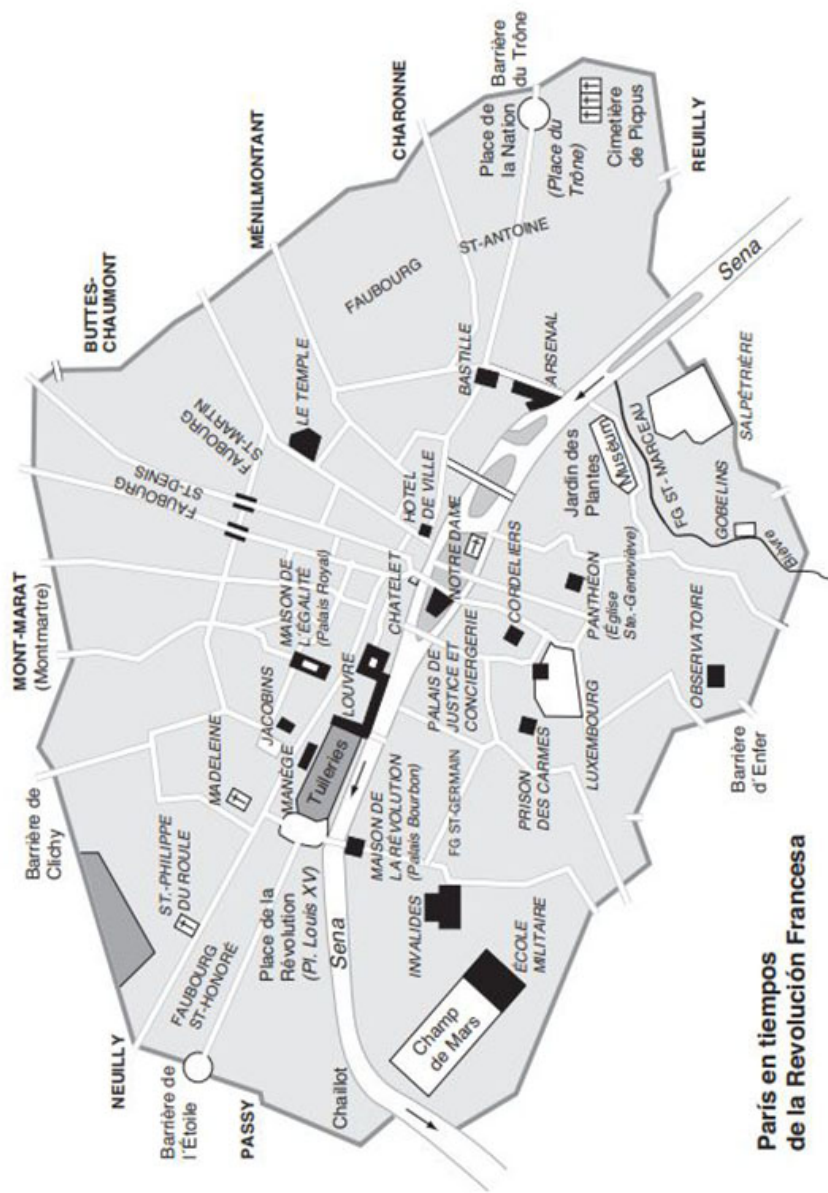 BUTTES-
CHAUMONT
MÉNILMONTANT
CHARONNE
Barrière
du Trône
Place de
la Nation
(Place du
Trône)
Cimetière
de Picpus
REUILLY
MONT-MARAT
(Montmartre)
Barrière de
Clichy
NEUILLY
Barrière de
l´Étoile
PASSY
Chaillot
FAUBOURG
ST-HONORÉ
ST.-PHILIPPE
DU ROULE
MADELEINE
JACOBINS
MANÈGE
MAISON DE
L'ÉGALITÉ
(Palais Royal)
FAUBOURG
ST-DENIS
FAUBOURG
ST-MARTIN
LE TEMPLE
FAUBOURG
ST-ANTOINE
Place de la
Révolution
(Pl. Louis XV)
Tuileries
LOUVRE
CHATELET
HOTEL
DE VILLE
BASTILLE
ARSENAL
NOTRE DAME
Sena
Sena
MAISON DE
LA RÉVOLUTION
(Palais Bourbon)
FG ST-GERMAIN
INVALIDES
ÉCOLE
MILITAIRE
Champ
de Mars
PALAIS DE
JUSTICE ET
CONCIERGERIE
CORDELIERS
PRISON
DES CARMES
LUXEMBOURG
PANTHÉON
(Église
Ste.-Geneviève)
Jardin des
Plantes
Muséum
FG ST-MARCEAU
SALPÊTRIÈRE
GOBELINS
Bièvre
OBSERVATOIRE
Barrière
d´Enfer
París en tiempos
de la Revolución Francesa